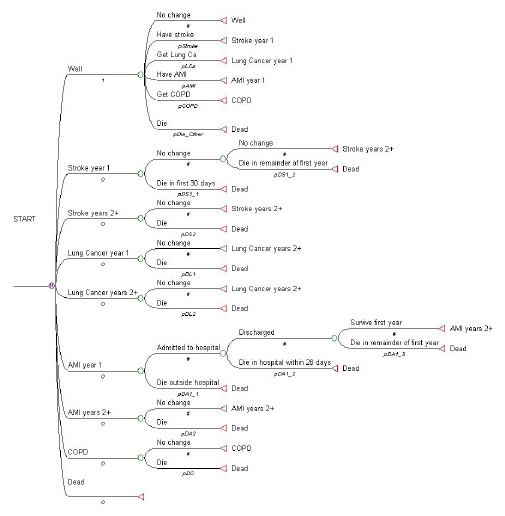 START
Well
1
No change
#
Well
Have stroke
pStroke
Stroke year 1
Get Lung Ca
pLCa
Lung Cancer year 1
Have AMI
pAMI
AMI year 1
Get COPD
pCOPD
COPD
Die
pDie_Other
Dead
Stroke year 1
0
No change
#
No change
#
Stroke years 2+
Die in remainder of first year
pDS1_2
Dead
Die in first 30 days
pDS1_1
Dead
Stroke years 2+
0
No change
#
Stroke years 2+
Die
pDS2
Dead
Lung Cancer year 1
0
No change
#
Lung Cancer years 2+
Die
pDL1
Dead
Lung Cancer years 2+
0
No change
#
Lung Cancer years 2+
Die
pDL2
Dead
AMI year 1
0
Admitted to hospital
#
Discharged
#
Survive first year
#
AMI years 2+
Die in remainder of first year
pDA1_3
Dead
Die in hospital within 28 days
pDA1_2
Dead
Die outside hospital
pDA1_1
Dead
AMI years 2+
0
No change
#
AMI years 2+
Die
pDA2
Dead
COPD
0
No change
#
COPD
Die
pDC
Dead
Dead
0